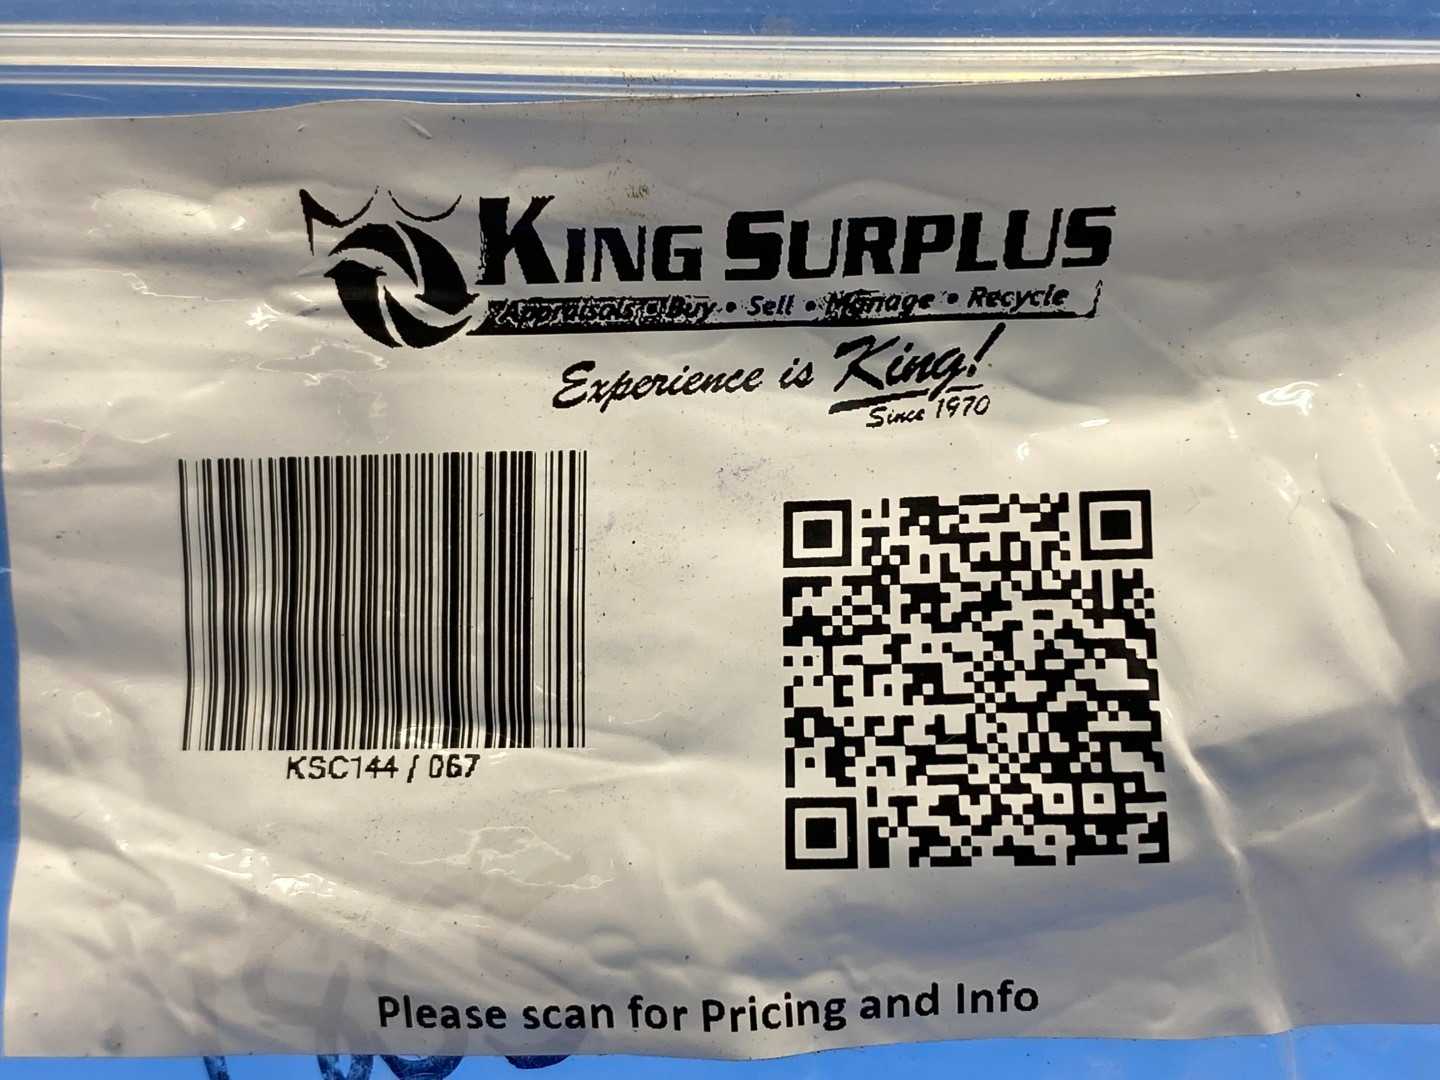 KING SURPLUS
Appraisals • Buy • Sell • Manage • Recycle
Experience is King!
Since 1970
KSC144 / 067
Please scan for Pricing and Info